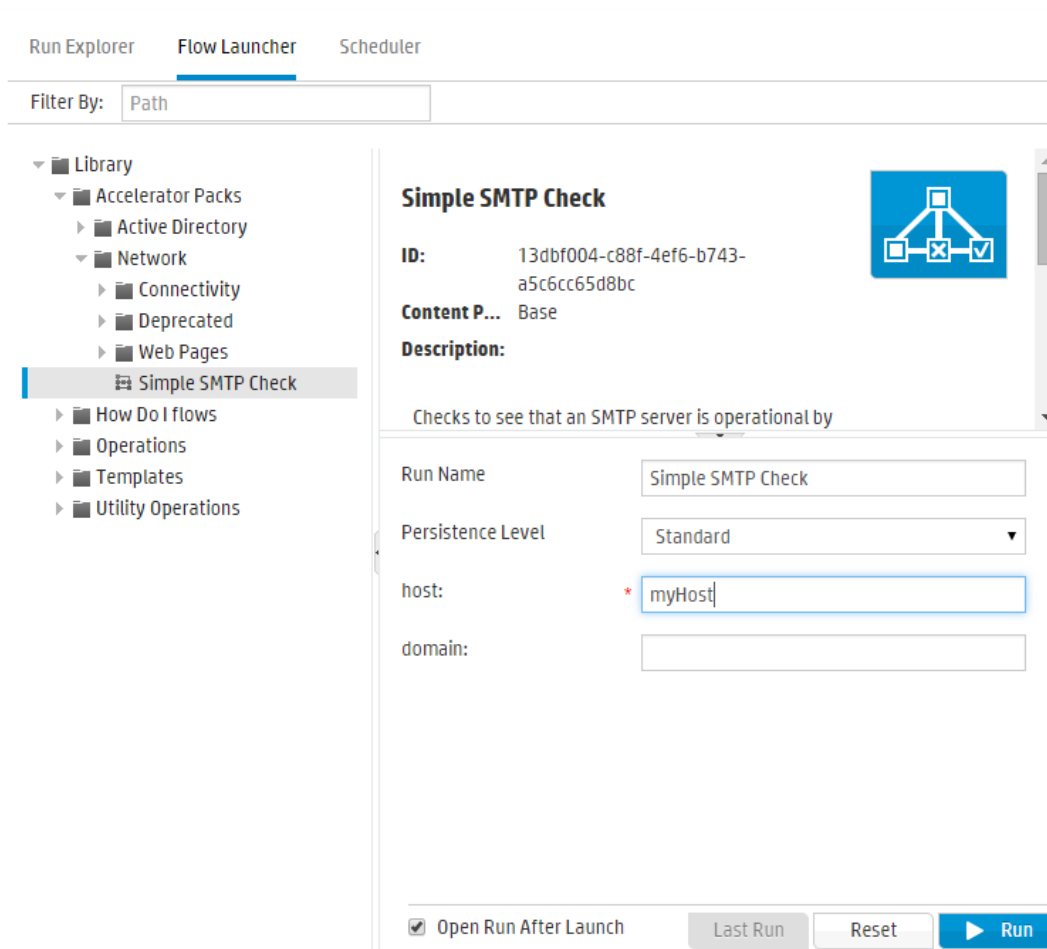 Run Explorer Flow Launcher Scheduler
Filter By: Path
Library
Accelerator Packs
Active Directory
Network
Connectivity
Deprecated
Web Pages
Simple SMTP Check
How Do I flows
Operations
Templates
Utility Operations
Simple SMTP Check
ID: 13dbf004-c88f-4ef6-b743-
a5c6cc65d8bc
Content P... Base
Description:
Checks to see that an SMTP server is operational by
Run Name Simple SMTP Check
Persistence Level Standard
host: * myHost
domain:
Open Run After Launch Last Run Reset Run